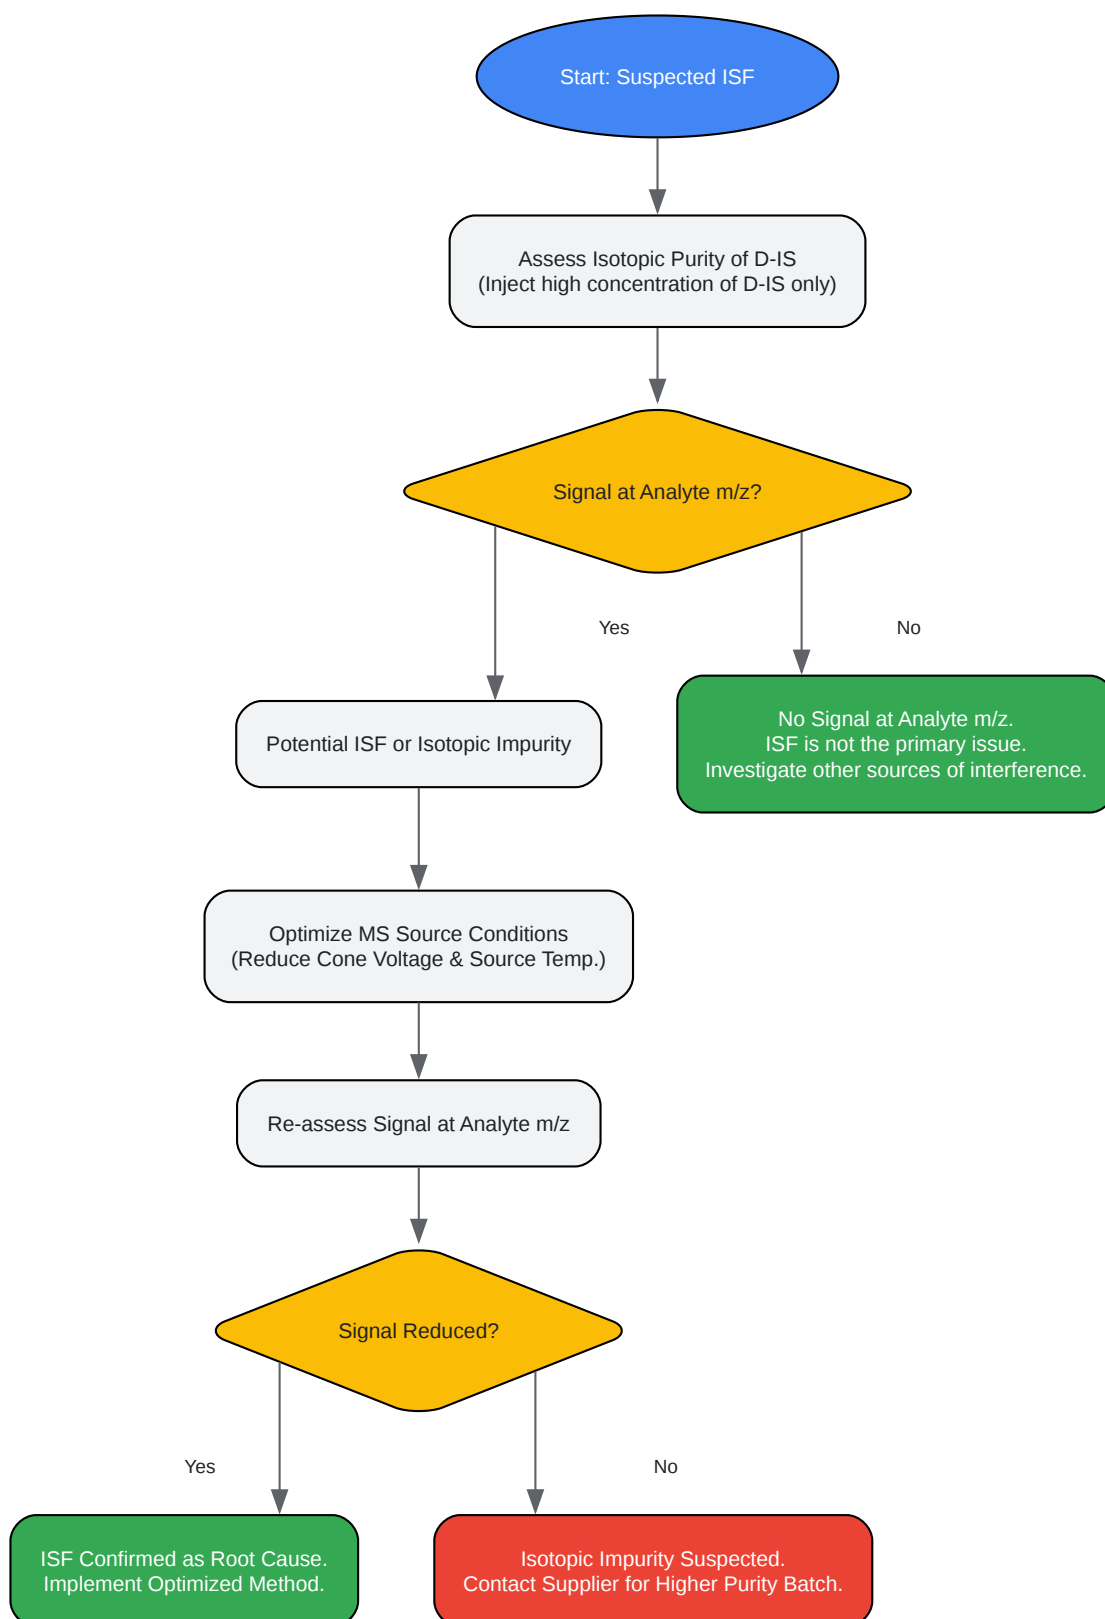 Start: Suspected ISF
Assess Isotopic Purity of D-IS
(Inject high concentration of D-IS only)
Signal at Analyte m/z?
Yes
No
No Signal at Analyte m/z.
ISF is not the primary issue.
Investigate other sources of interference.
Potential ISF or Isotopic Impurity
Optimize MS Source Conditions
(Reduce Cone Voltage & Source Temp.)
Re-assess Signal at Analyte m/z
Signal Reduced?
Yes
No
ISF Confirmed as Root Cause.
Implement Optimized Method.
Isotopic Impurity Suspected.
Contact Supplier for Higher Purity Batch.